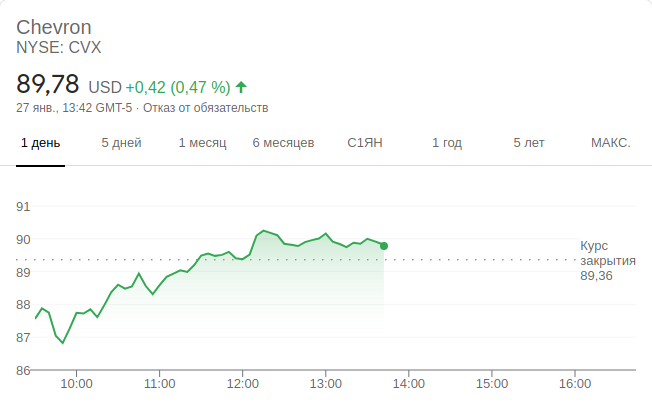 Chevron
NYSE: CVX
89,78 USD +0,42 (0,47 %)
27 янв., 13:42 GMT-5 · Отказ от обязательств
1 день 5 дней 1 месяц 6 месяцев С1ЯН 1 год 5 лет МАКС.
91
90
89
88
87
86
Курс
закрытия
89,36
10:00 11:00 12:00 13:00 14:00 15:00 16:00